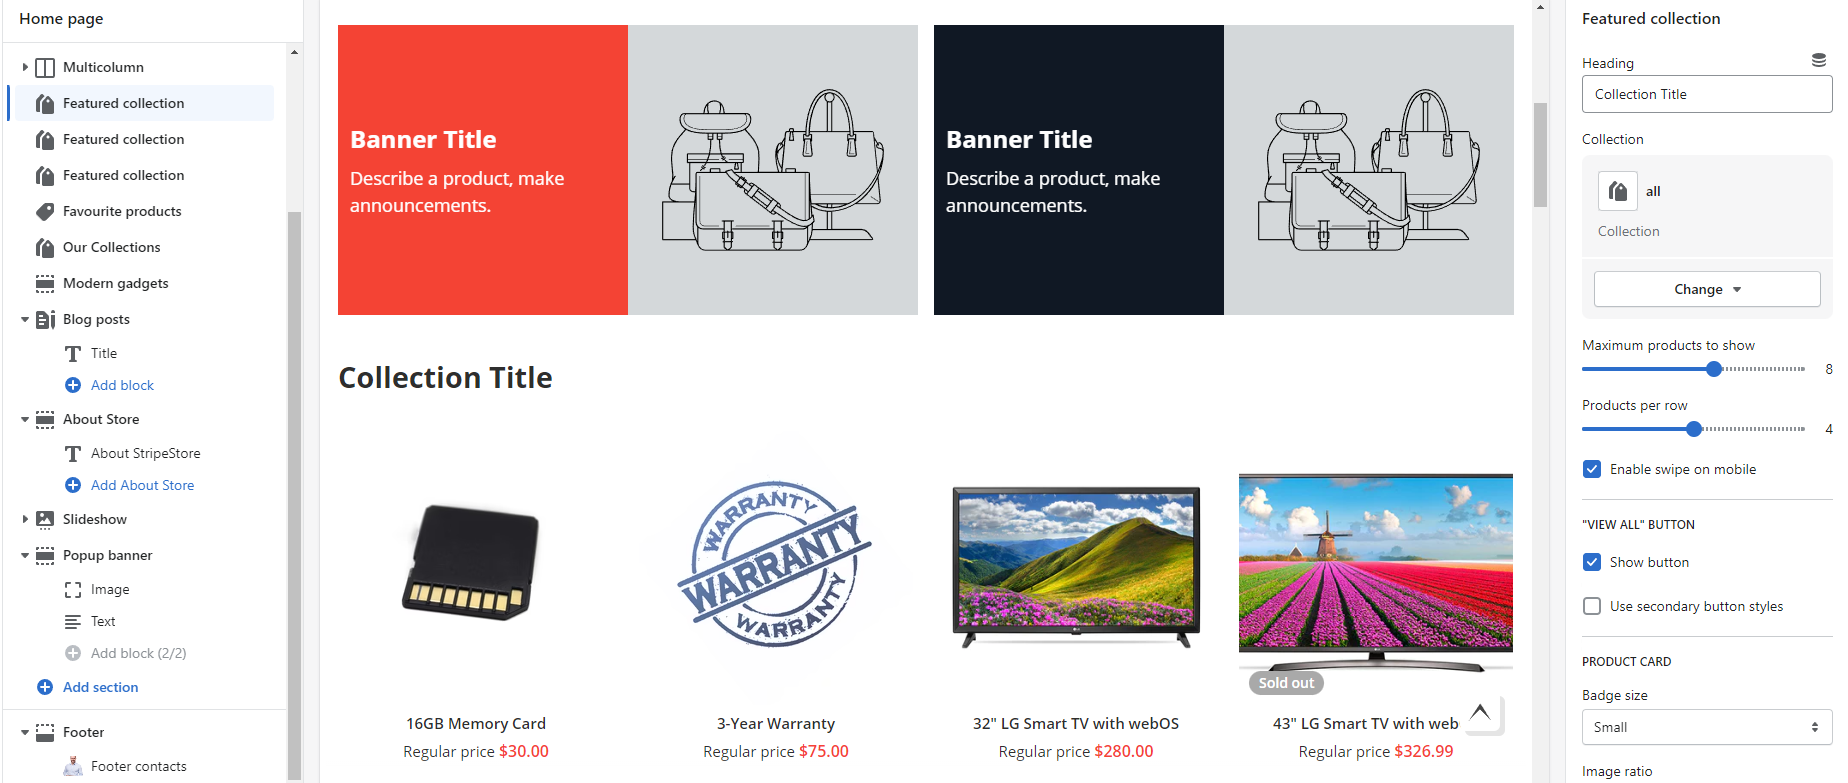 Home page
Multicolumn
Featured collection
Featured collection
Featured collection
Favourite products
Our Collections
Modern gadgets
Blog posts
Title
Add block
About Store
About StripeStore
Add About Store
Slideshow
Popup banner
Image
Text
Add block (2/2)
Add section
Footer
Footer contacts
Banner Title
Describe a product, make
announcements.
Banner Title
Describe a product, make
announcements.
Collection Title
WARRANTY
WARRANTY
WARRANTY
Sold out
16GB Memory Card
Regular price $30.00
3-Year Warranty
Regular price $75.00
32" LG Smart TV with webOS
Regular price $280.00
43" LG Smart TV with web
Regular price $326.99
Featured collection
Heading
Collection Title
Collection
all
Collection
Change
Maximum products to show
8
Products per row
4
Enable swipe on mobile
"VIEW ALL" BUTTON
Show button
Use secondary button styles
PRODUCT CARD
Badge size
Small
Image ratio